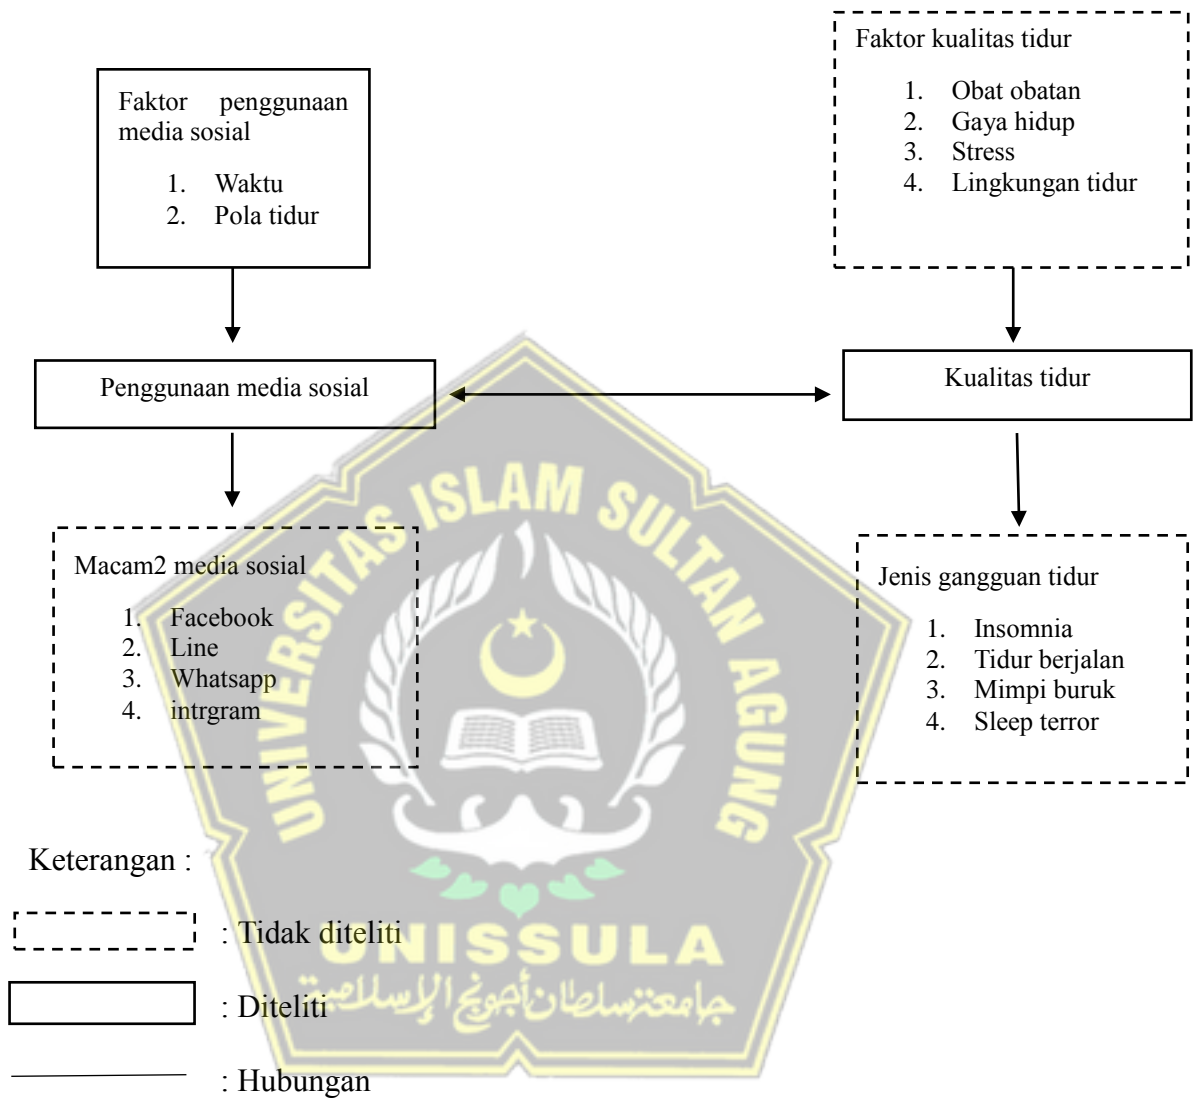 Faktor penggunaan
media sosial
1. Waktu
2. Pola tidur
Faktor kualitas tidur
1. Obat obatan
2. Gaya hidup
3. Stress
4. Lingkungan tidur
Penggunaan media sosial
Kualitas tidur
Macam2 media sosial
1. Facebook
2. Line
3. Whatsapp
4. intrgram
Jenis gangguan tidur
1. Insomnia
2. Tidur berjalan
3. Mimpi buruk
4. Sleep terror
UNIVERSITAS ISLAM SULTAN AGUNG
UNISSULA
جامعتنسلطان أجونج الإسلامية
Keterangan :
: Tidak diteliti
: Diteliti
: Hubungan